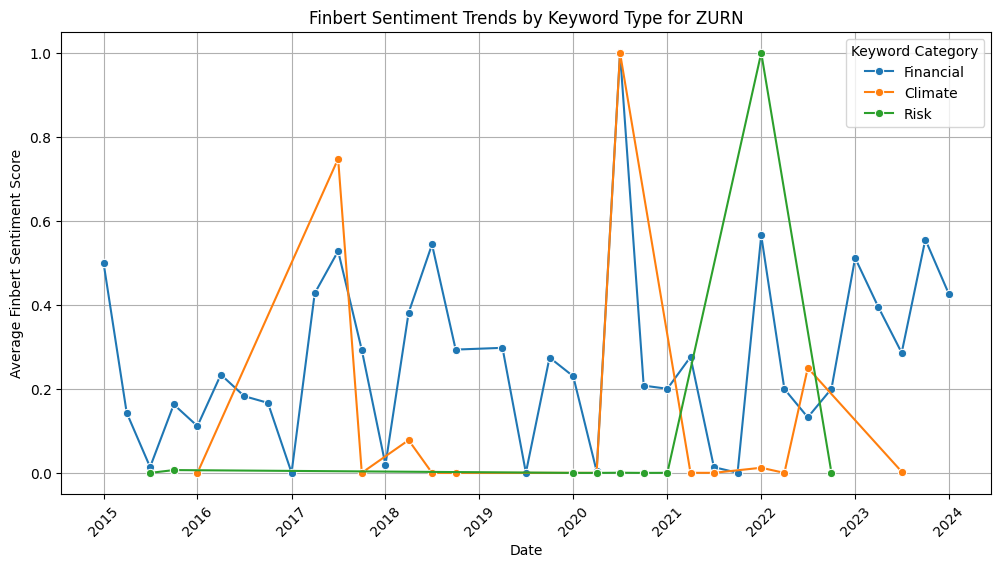 Finbert Sentiment Trends by Keyword Type for ZURN
Keyword Category
Financial
Climate
Risk
Average Finbert Sentiment Score
1.0
0.8
0.6
0.4
0.2
0.0
2015 2016 2017 2018 2019 2020 2021 2022 2023 2024
Date